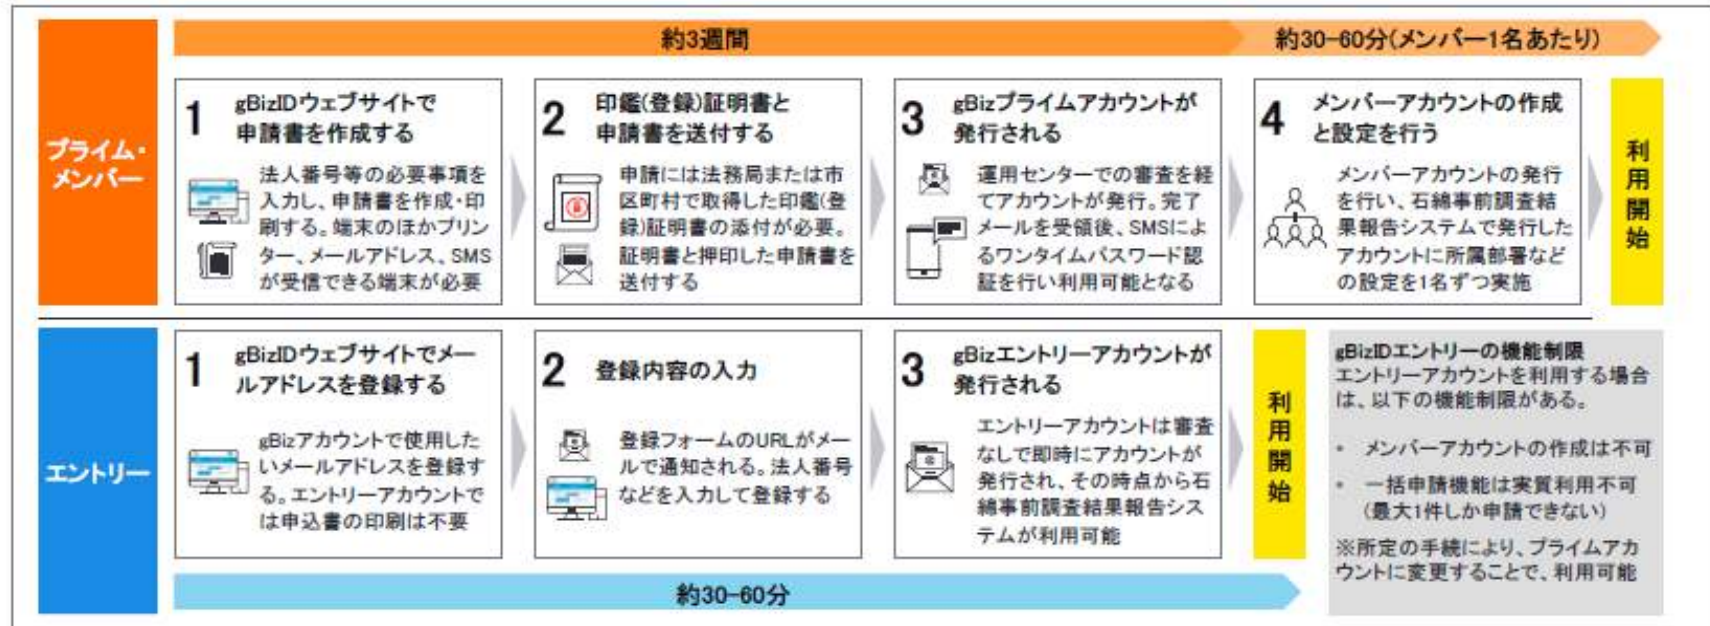 約3週間
約30-60分(メンバー1名あたり)
プライム・
メンバー
1
gBizIDウェブサイトで
申請書を作成する
法人番号等の必要事項を
入力し、申請書を作成・印
刷する。端末のほかプリン
ター、メールアドレス、SMS
が受信できる端末が必要
2
印鑑(登録)証明書と
申請書を送付する
申請には法務局または市
区町村で取得した印鑑(登
録)証明書の添付が必要。
証明書と押印した申請書を
送付する
3
gBizプライムアカウントが
発行される
運用センターでの審査を経
てアカウントが発行。完了
メールを受領後、SMSによ
るワンタイムパスワード認
証を行い利用可能となる
4
メンバーアカウントの作成
と設定を行う
メンバーアカウントの発行
を行い、石綿事前調査結
果報告システムで発行した
アカウントに所属部署など
の設定を1名ずつ実施
利用開始
エントリー
1
gBizIDウェブサイトでメー
ルアドレスを登録する
gBizアカウントで使用した
いメールアドレスを登録す
る。エントリーアカウントで
は申込書の印刷は不要
2
登録内容の入力
登録フォームのURLがメー
ルで通知される。法人番号
などを入力して登録する
3
gBizエントリーアカウントが
発行される
エントリーアカウントは審査
なしで即時にアカウントが
発行され、その時点から石
綿事前調査結果報告シス
テムが利用可能
利用開始
gBizIDエントリーの機能制限
エントリーアカウントを利用する場合
は、以下の機能制限がある。
・ メンバーアカウントの作成は不可
・ 一括申請機能は実質利用不可
(最大1件しか申請できない)
※所定の手続により、プライムアカ
ウントに変更することで、利用可能
約30-60分